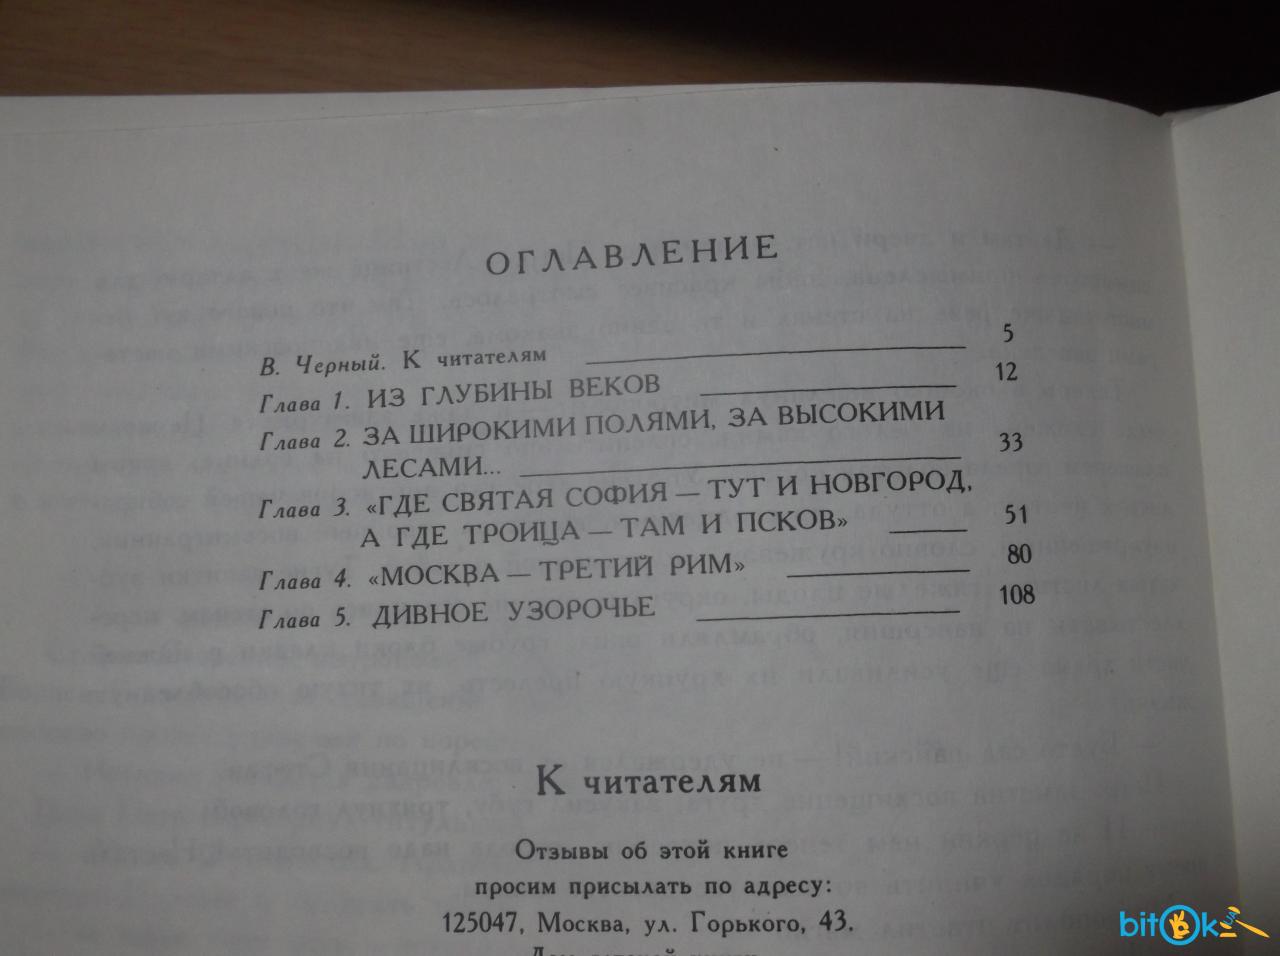 ОГЛАВЛЕНИЕ
В. Черный. К читателям 5
Глава 1. ИЗ ГЛУБИНЫ ВЕКОВ 12
Глава 2. ЗА ШИРОКИМИ ПОЛЯМИ, ЗА ВЫСОКИМИ
ЛЕСАМИ... 33
Глава 3. «ГДЕ СВЯТАЯ СОФИЯ — ТУТ И НОВГОРОД,
А ГДЕ ТРОИЦА — ТАМ И ПСКОВ» 51
Глава 4. «МОСКВА — ТРЕТИЙ РИМ» 80
Глава 5. ДИВНОЕ УЗОРОЧЬЕ 108
К читателям
Отзывы об этой книге
просим присылать по адресу:
125047, Москва, ул. Горького, 43.
bitOk
UA